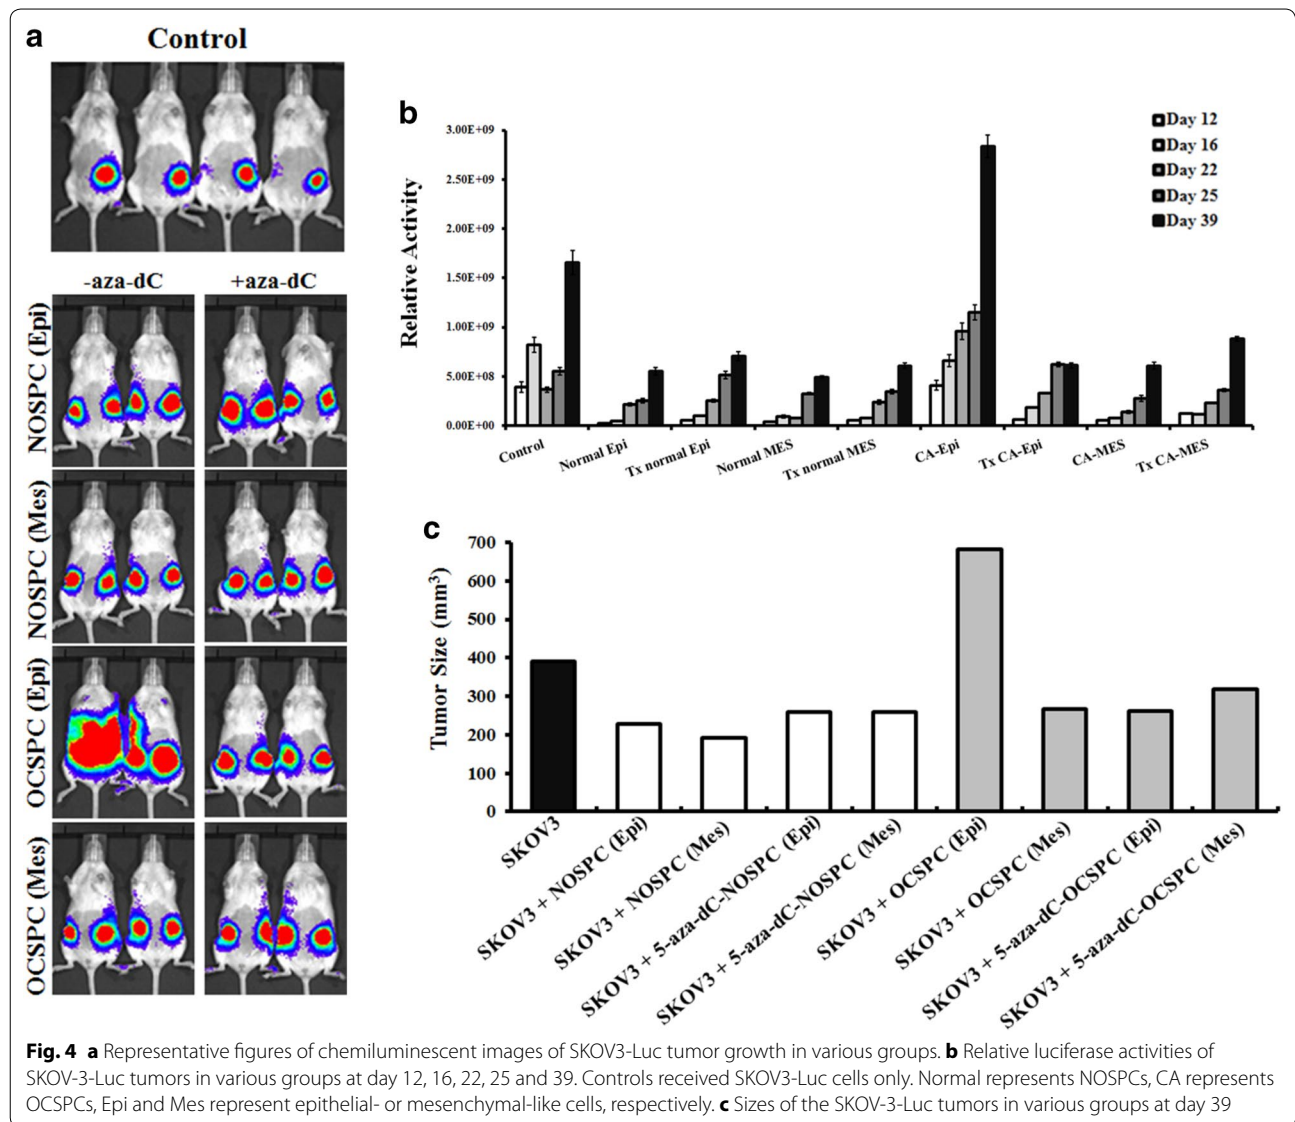 a
Control
-aza-dC +aza-dC
NOSPC (Epi)
NOSPC (Mes)
OCSPC (Epi)
OCSPC (Mes)
b
Relative Activity
3.00E+09
2.50E+09
2.00E+09
1.50E+09
1.00E+09
5.00E+08
0.00E+00
Day 12
Day 16
Day 22
Day 25
Day 39
Control
Normal Epi
Tx normal Epi
Normal MES
Tx normal MES
CA-Epi
Tx CA-Epi
CA-MES
Tx CA-MES
c
Tumor Size (mm³)
700
600
500
400
300
200
100
0
SKOV3
SKOV3 + NOSPC (Epi)
SKOV3 + NOSPC (Mes)
SKOV3 + 5-aza-dC-NOSPC (Epi)
SKOV3 + 5-aza-dC-NOSPC (Mes)
SKOV3 + OCSPC (Epi)
SKOV3 + OCSPC (Mes)
SKOV3 + 5-aza-dC-OCSPC (Epi)
SKOV3 + 5-aza-dC-OCSPC (Mes)
Fig. 4 a Representative figures of chemiluminescent images of SKOV3-Luc tumor growth in various groups. b Relative luciferase activities of
SKOV-3-Luc tumors in various groups at day 12, 16, 22, 25 and 39. Controls received SKOV3-Luc cells only. Normal represents NOSPCs, CA represents
OCSPCs, Epi and Mes represent epithelial- or mesenchymal-like cells, respectively. c Sizes of the SKOV-3-Luc tumors in various groups at day 39